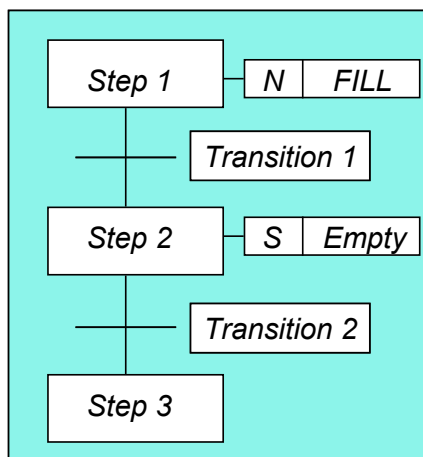 Step 1 N FILL
Transition 1
Step 2 S Empty
Transition 2
Step 3